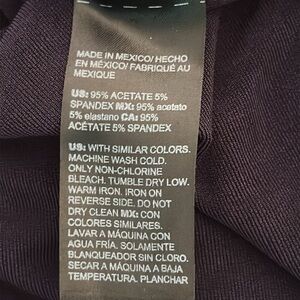 MADE IN MEXICO/HECHO
EN MÉXICO/ FABRIQUÉ AU
MEXIQUE
US: 95% ACETATE 5%
SPANDEX MX: 95% acetato
5% elastano CA: 95%
ACÉTATE 5% SPANDEX
US: WITH SIMILAR COLORS.
MACHINE WASH COLD.
ONLY NON-CHLORINE
BLEACH. TUMBLE DRY LOW.
WARM IRON. IRON ON
REVERSE SIDE. DO NOT
DRY CLEAN MX: CON
COLORES SIMILARES.
LAVAR A MÁQUINA CON
AGUA FRÍA. SOLAMENTE
BLANQUEADOR SIN CLORO.
SECAR A MÁQUINA A BAJA
TEMPERATURA. PLANCHAR